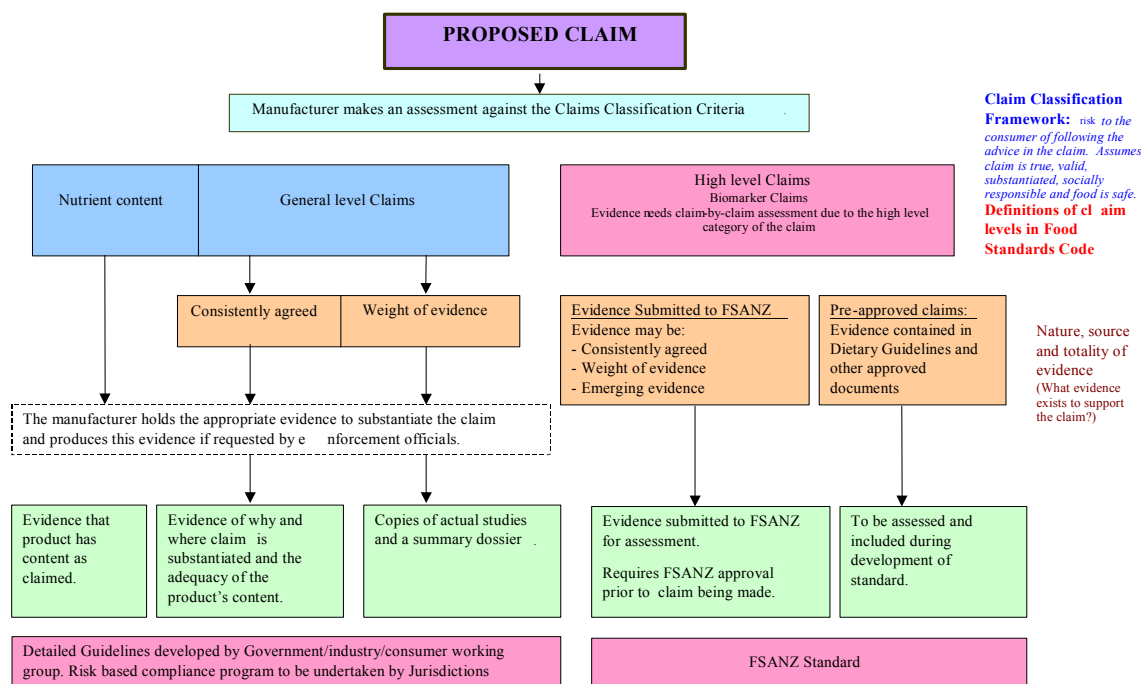 PROPOSED CLAIM
Manufacturer makes an assessment against the Claims Classification Criteria .
Claim Classification
Framework: risk to the
consumer of following the
advice in the claim. Assumes
claim is true, valid,
substantiated, socially
responsible and food is safe.
Definitions of cl aim
levels in Food
Standards Code
Nutrient content
General level Claims
High level Claims
Biomarker Claims
Evidence needs claim-by-claim assessment due to the high level
category of the claim
Consistently agreed
Weight of evidence
Evidence Submitted to FSANZ
Evidence may be:
- Consistently agreed
- Weight of evidence
- Emerging evidence
Pre-approved claims:
Evidence contained in
Dietary Guidelines and
other approved
documents
Nature, source
and totality of
evidence
(What evidence
exists to support
the claim?)
The manufacturer holds the appropriate evidence to substantiate the claim
and produces this evidence if requested by e nforcement officials.
Evidence that
product has
content as
claimed.
Evidence of why and
where claim is
substantiated and the
adequacy of the
product's content.
Copies of actual studies
and a summary dossier .
Evidence submitted to FSANZ
for assessment.
Requires FSANZ approval
prior to claim being made.
To be assessed and
included during
development of
standard.
Detailed Guidelines developed by Government/industry/consumer working
group. Risk based compliance program to be undertaken by Jurisdictions
FSANZ Standard